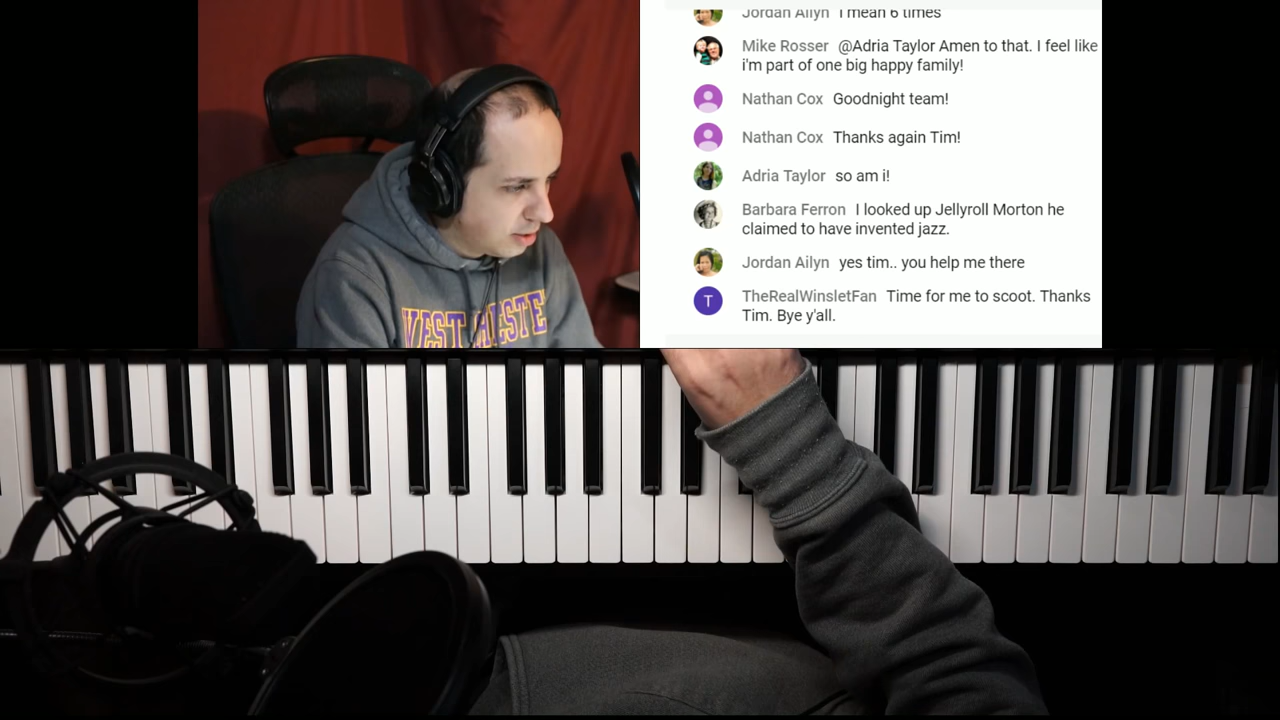 Jordan Ailyn I mean 6 times
Mike Rosser @Adria Taylor Amen to that. I feel like
i'm part of one big happy family!
Nathan Cox Goodnight team!
Nathan Cox Thanks again Tim!
Adria Taylor so am i!
Barbara Ferron I looked up Jellyroll Morton he
claimed to have invented jazz.
Jordan Ailyn yes tim.. you help me there
T TheRealWinsletFan Time for me to scoot. Thanks
Tim. Bye y'all.